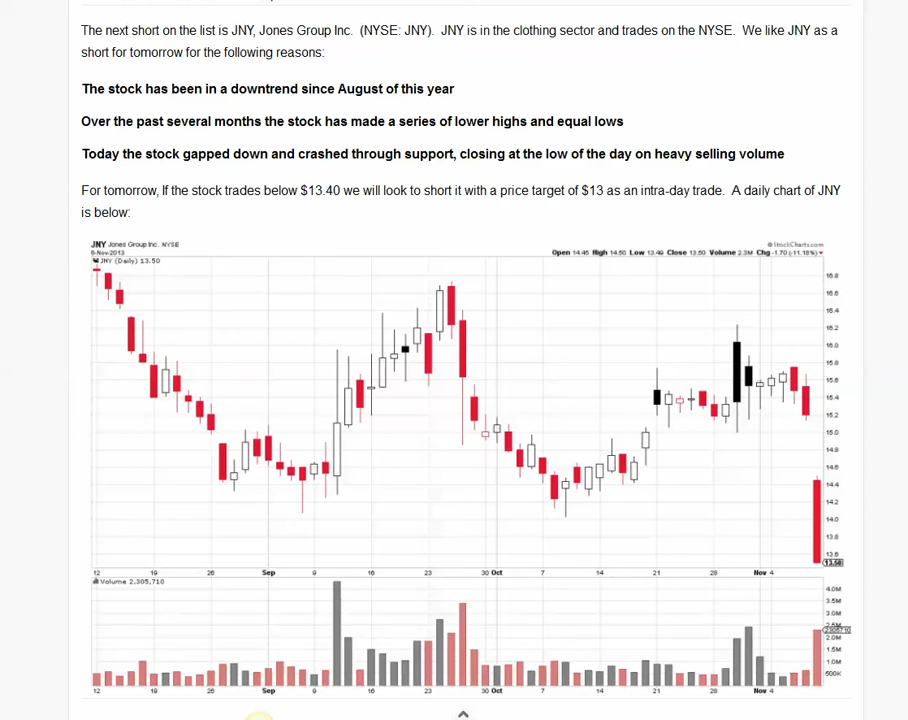 The next short on the list is JNY, Jones Group Inc. (NYSE: JNY). JNY is in the clothing sector and trades on the NYSE. We like JNY as a
short for tomorrow for the following reasons:
The stock has been in a downtrend since August of this year
Over the past several months the stock has made a series of lower highs and equal lows
Today the stock gapped down and crashed through support, closing at the low of the day on heavy selling volume
For tomorrow, If the stock trades below $13.40 we will look to short it with a price target of $13 as an intra-day trade. A daily chart of JNY
is below:
JNY Jones Group Inc. NYSE
© StockCharts.com
-Nov-2013
Open 14.45 High 14.50 Low 13.49 Close 13.50 Volume 2.3M Chg -1.70 (-11.18%)
JNY (Daily) 13.50
16.8
16.6
16.4
16.2
16.0
15.8
15.6
15.4
15.2
15.0
14.8
14.6
14.4
14.2
14.0
13.8
13.6
13.50
12 19 26 Sep 9 16 23 30 Oct 7 14 21 28 Nov 4
Volume 2,305,710
4.0M
3.5M
3.0M
2.5M
2305710
2.0M
1.5M
1.0M
500K
12 19 26 Sep 9 16 23 30 Oct 7 14 21 28 Nov 4